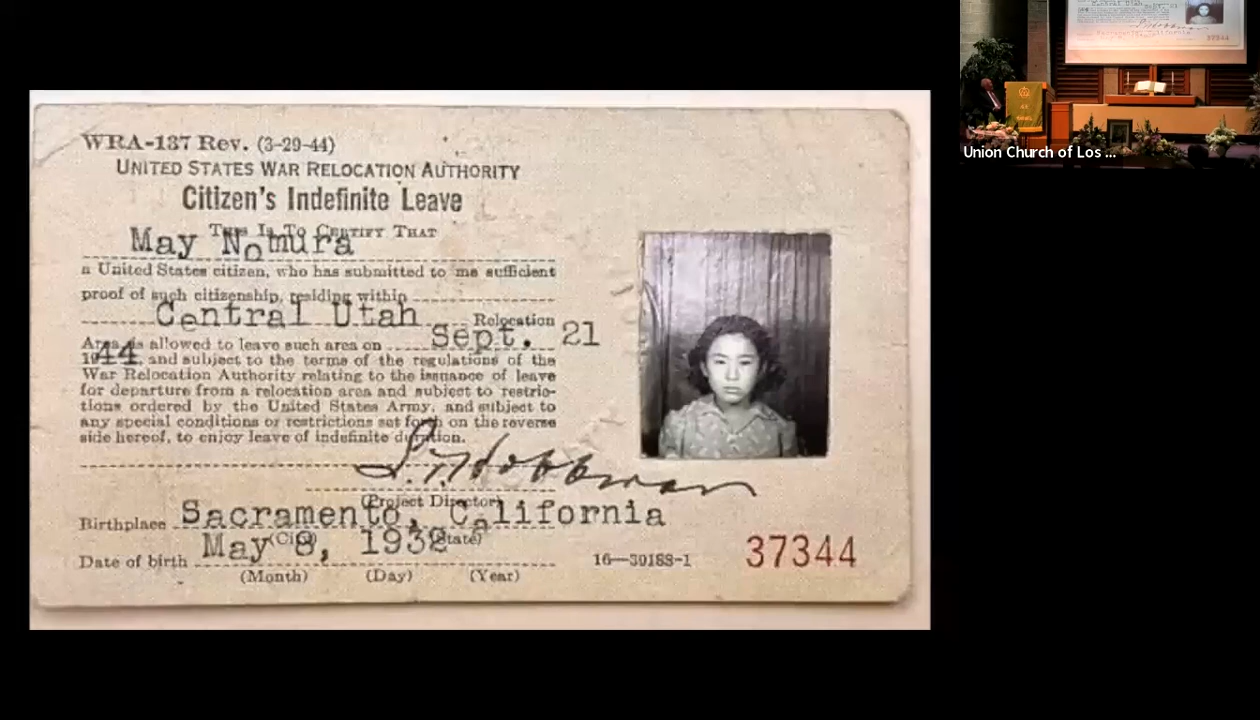 WRA-137 Rev. (3-29-44)
UNITED STATES WAR RELOCATION AUTHORITY
Citizen's Indefinite Leave
THIS IS TO CERTIFY THAT
May Nomura
a United States citizen, who has submitted to me sufficient
proof of such citizenship, residing within
Central Utah Relocation
Area, is allowed to leave such area on Sept. 21
1944, and subject to the terms of the regulations of the
War Relocation Authority relating to the issuance of leave
for departure from a relocation area and subject to restric-
tions ordered by the United States Army, and subject to
any special conditions or restrictions set forth on the reverse
side hereof, to enjoy leave of indefinite duration.
(Project Director)
Birthplace Sacramento, California
(City) (State)
Date of birth May 8, 1932
(Month) (Day) (Year)
16—39188-1
37344
Union Church of Los ...